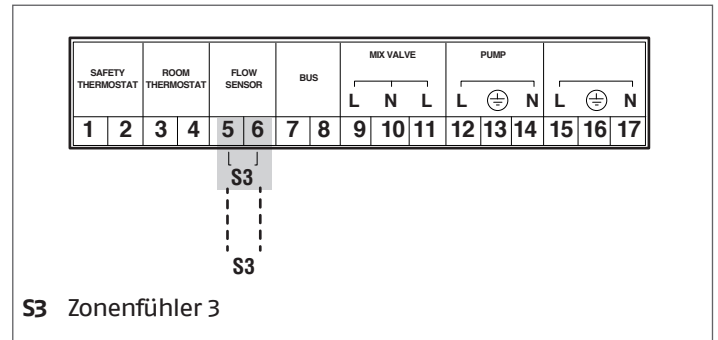 SAFETY THERMOSTAT ROOM THERMOSTAT FLOW SENSOR BUS MIX VALVE PUMP
L N L L N L N
1 2 3 4 5 6 7 8 9 10 11 12 13 14 15 16 17
S3
S3
S3 Zonenfühler 3